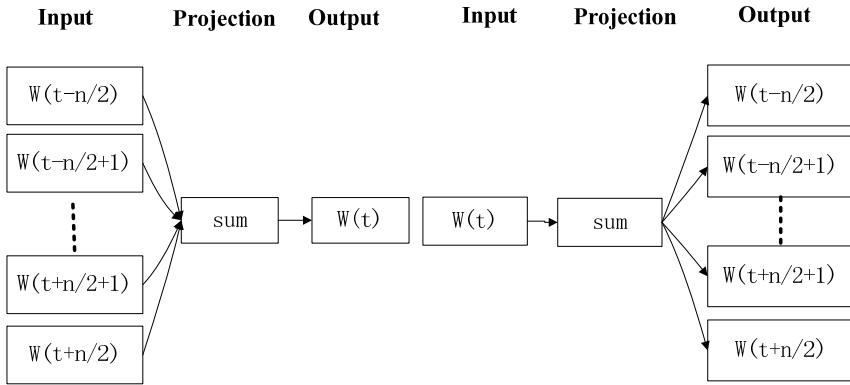 Input Projection Output
W(t-n/2)
W(t-n/2+1)
W(t+n/2+1)
W(t+n/2)
sum
W(t)
Input Projection Output
W(t)
sum
W(t-n/2)
W(t-n/2+1)
W(t+n/2+1)
W(t+n/2)